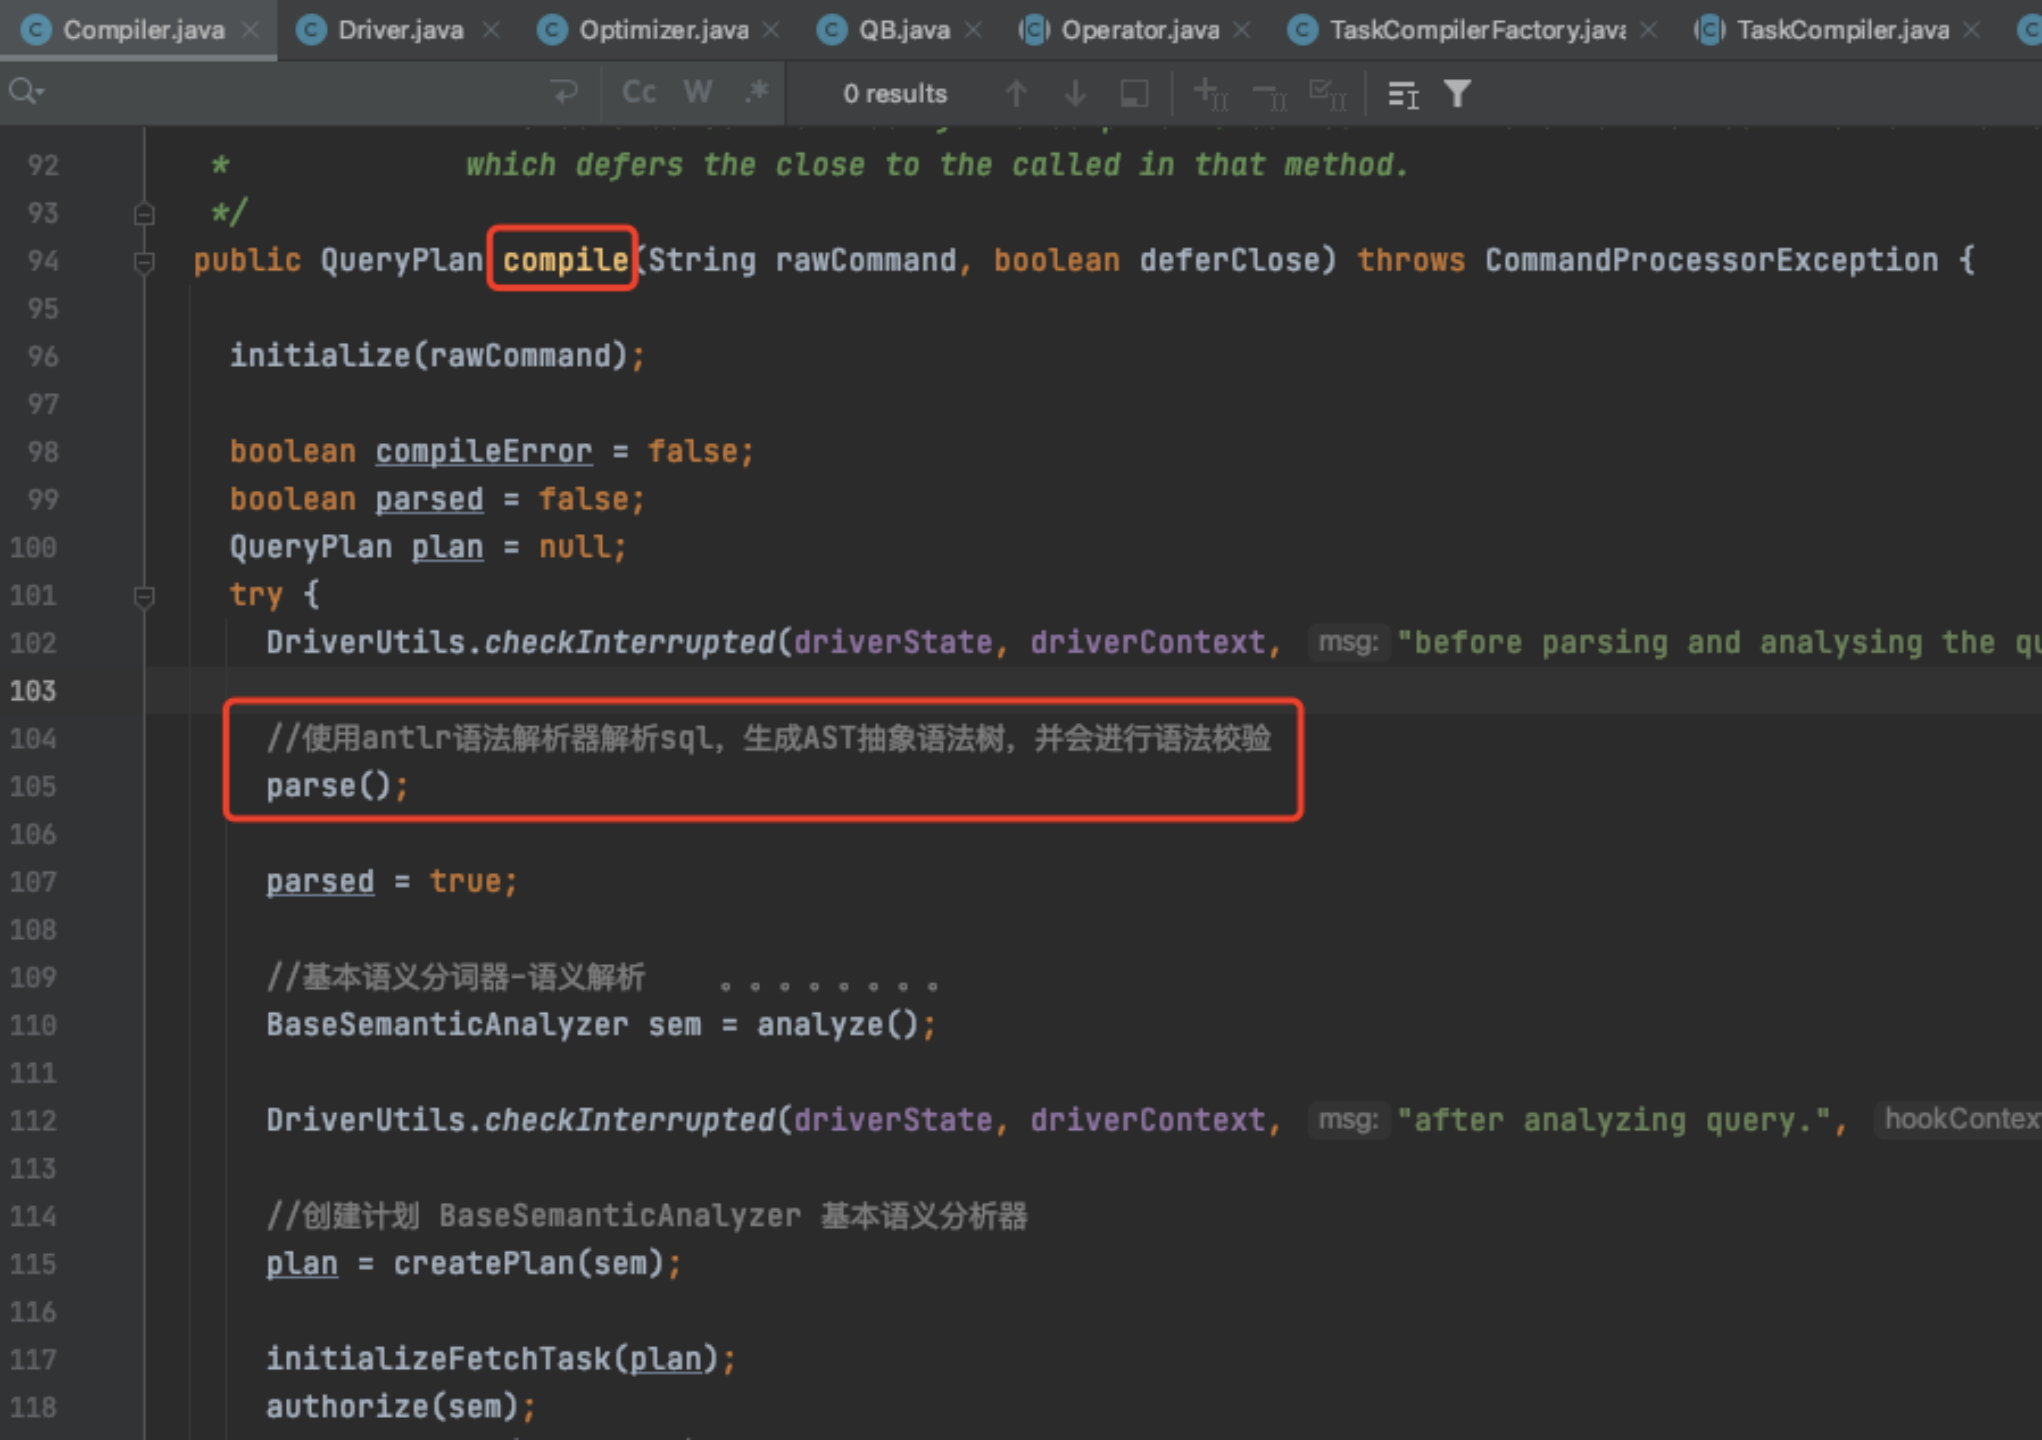 Compiler.java Driver.java Optimizer.java QB.java Operator.java TaskCompilerFactory.java TaskCompiler.java
Cc W .* 0 results
92 * which defers the close to the called in that method.
93 */
94 public QueryPlan compile(String rawCommand, boolean deferClose) throws CommandProcessorException {
95
96 initialize(rawCommand);
97
98 boolean compileError = false;
99 boolean parsed = false;
100 QueryPlan plan = null;
101 try {
102 DriverUtils.checkInterrupted(driverState, driverContext, msg: "before parsing and analysing the
103
104 //使用antlr语法解析器解析sql，生成AST抽象语法树，并会进行语法校验
105 parse();
106
107 parsed = true;
108
109 //基本语义分词器-语义解析 。。。。。。。。
110 BaseSemanticAnalyzer sem = analyze();
111
112 DriverUtils.checkInterrupted(driverState, driverContext, msg: "after analyzing query.", hookContex
113
114 //创建计划 BaseSemanticAnalyzer 基本语义分析器
115 plan = createPlan(sem);
116
117 initializeFetchTask(plan);
118 authorize(sem);